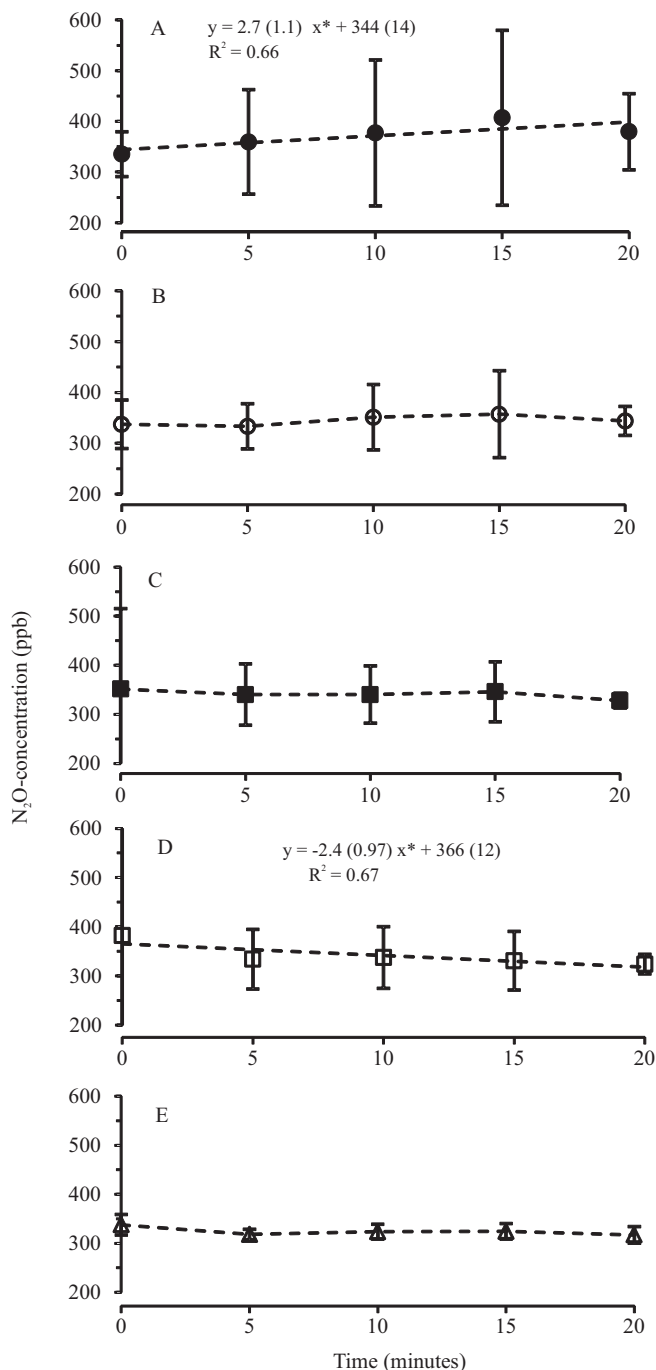 A
y = 2.7 (1.1) x* + 344 (14)
R² = 0.66
600
500
400
300
200
0 5 10 15 20
B
600
500
400
300
200
0 5 10 15 20
C
600
500
400
300
200
0 5 10 15 20
N₂O-concentration (ppb)
D
y = -2.4 (0.97) x* + 366 (12)
R² = 0.67
600
500
400
300
200
0 5 10 15 20
E
600
500
400
300
200
0 5 10 15 20
Time (minutes)